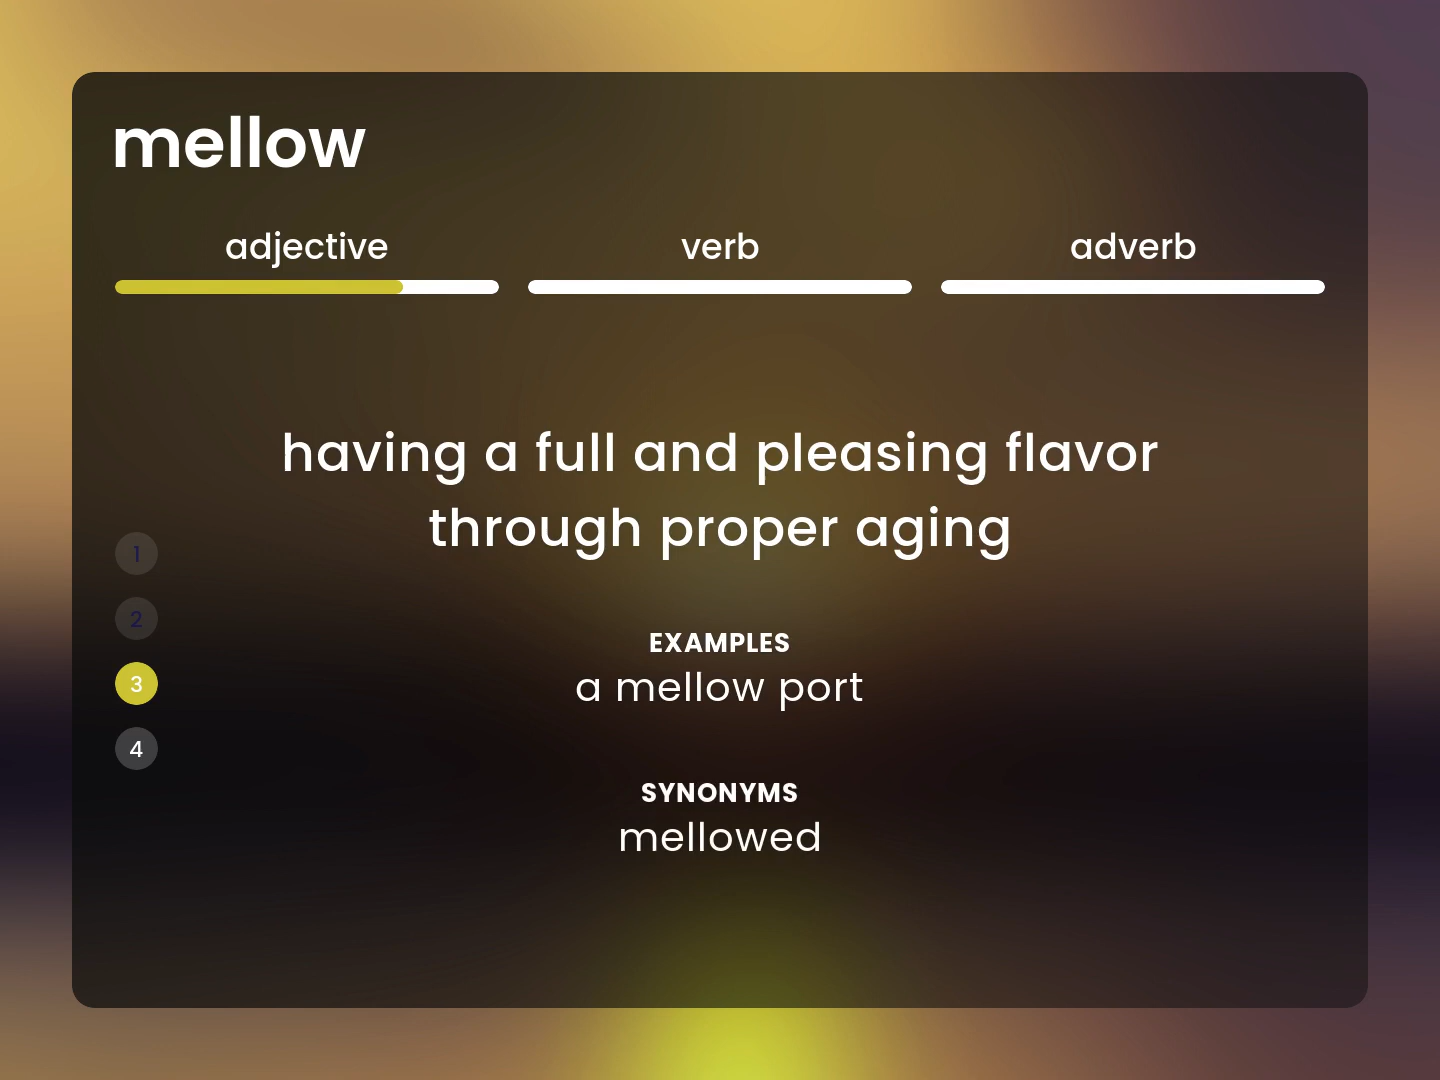 mellow
adjective
verb
adverb
having a full and pleasing flavor
through proper aging
1
2
3
4
EXAMPLES
a mellow port
SYNONYMS
mellowed